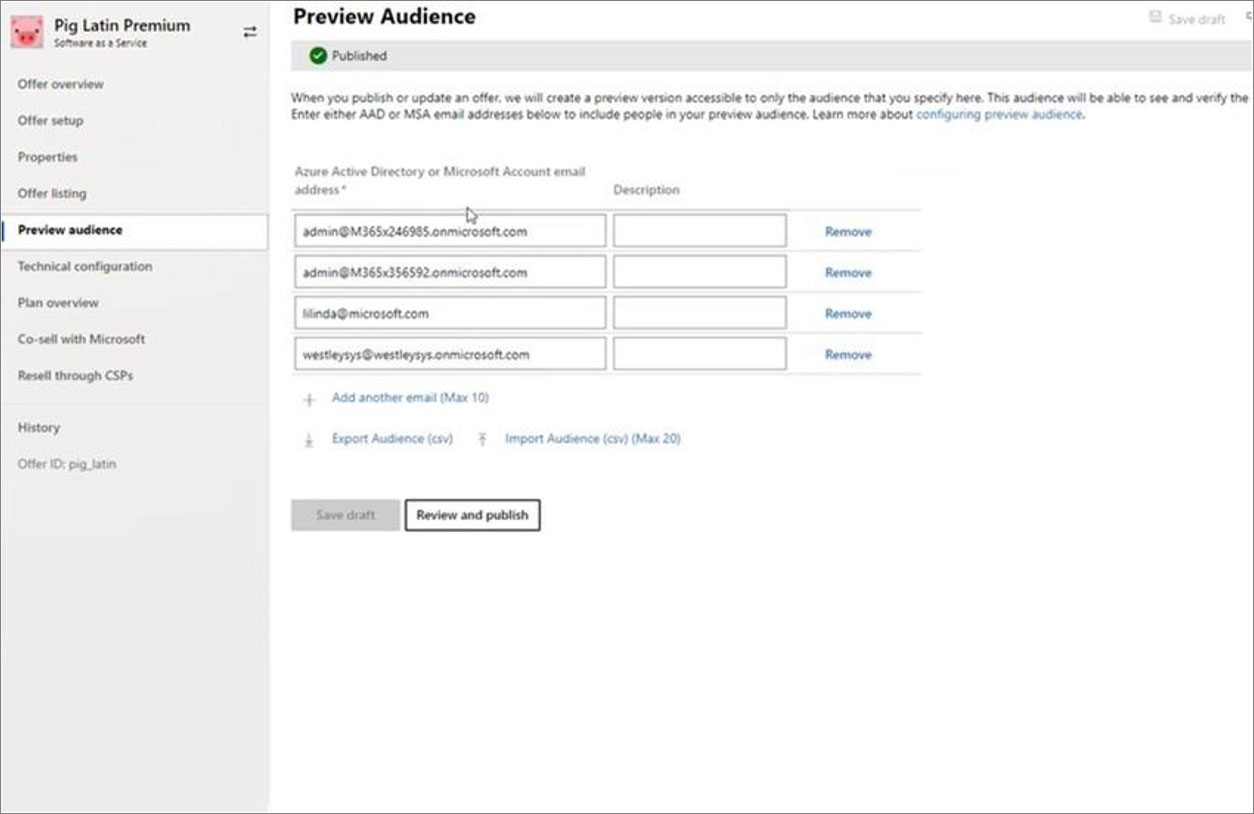 Pig Latin Premium
Software as a Service
Offer overview
Offer setup
Properties
Offer listing
Preview audience
Technical configuration
Plan overview
Co-sell with Microsoft
Resell through CSPs
History
Offer ID: pig_latin
Preview Audience
Save draft
Published
When you publish or update an offer, we will create a preview version accessible to only the audience that you specify here. This audience will be able to see and verify the
Enter either AAD or MSA email addresses below to include people in your preview audience. Learn more about configuring preview audience.
Azure Active Directory or Microsoft Account email
address*
Description
admin@M365x246985.onmicrosoft.com
Remove
admin@M365x356592.onmicrosoft.com
Remove
lilinda@microsoft.com
Remove
westleysys@westleysys.onmicrosoft.com
Remove
Add another email (Max 10)
Export Audience (csv)
Import Audience (csv) (Max 20)
Save draft
Review and publish